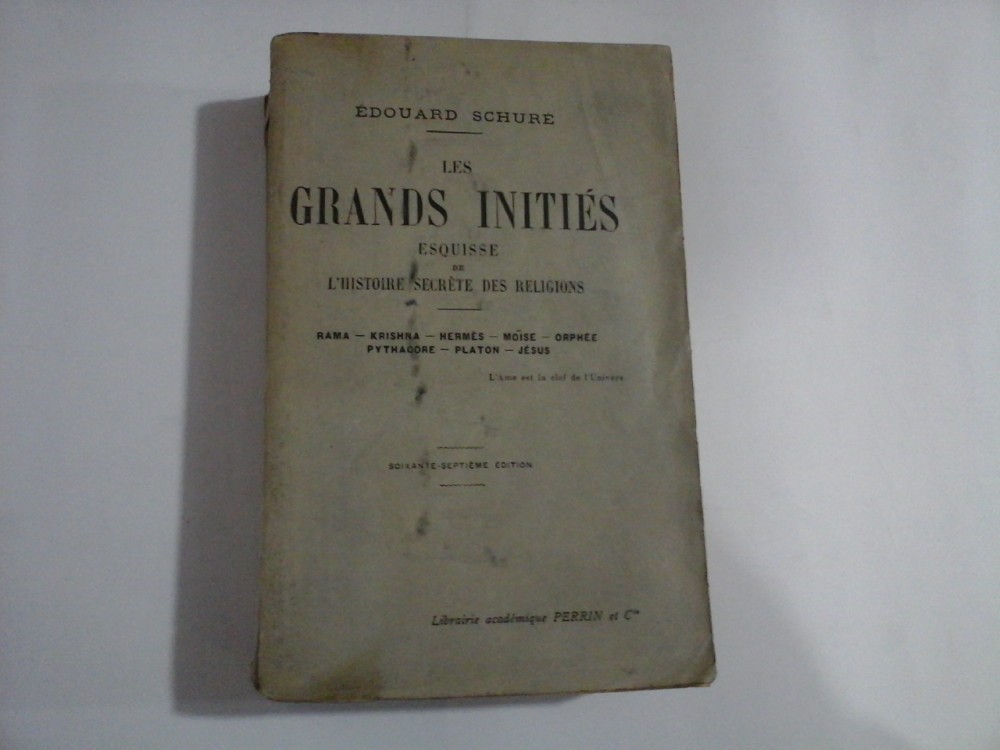 ÉDOUARD SCHURÉ
LES
GRANDS INITIÉS
ESQUISSE
DE
L'HISTOIRE SECRÈTE DES RELIGIONS
RAMA — KRISHNA — HERMÈS — MOÏSE — ORPHÉE
PYTHAGORE — PLATON — JÉSUS
L'Ame est la clef de l'Univers
SOIXANTE-SEPTIÈME ÉDITION
Librairie académique PERRIN et Cie